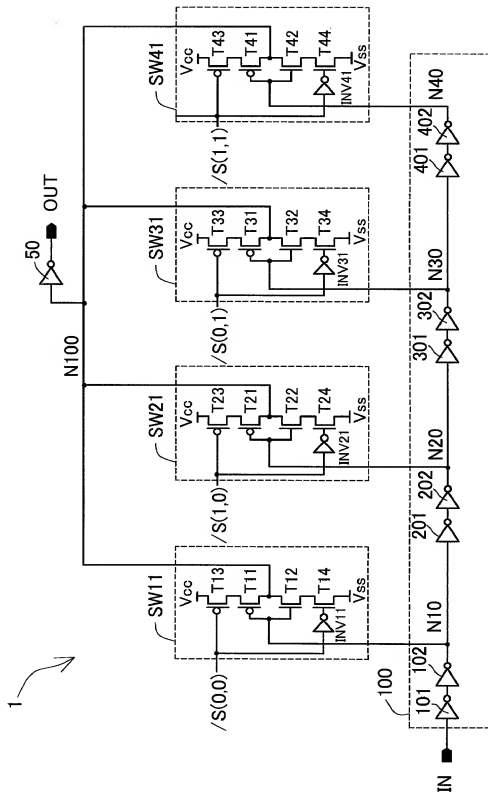 1
50
OUT
N100
SW11
Vcc
T13
T11
T12
T14
Vss
INV11
/S(0,0)
SW21
Vcc
T23
T21
T22
T24
Vss
INV21
/S(1,0)
SW31
Vcc
T33
T31
T32
T34
Vss
INV31
/S(0,1)
SW41
Vcc
T43
T41
T42
T44
Vss
INV41
/S(1,1)
100
IN
101
102
N10
201
202
N20
301
302
N30
401
402
N40